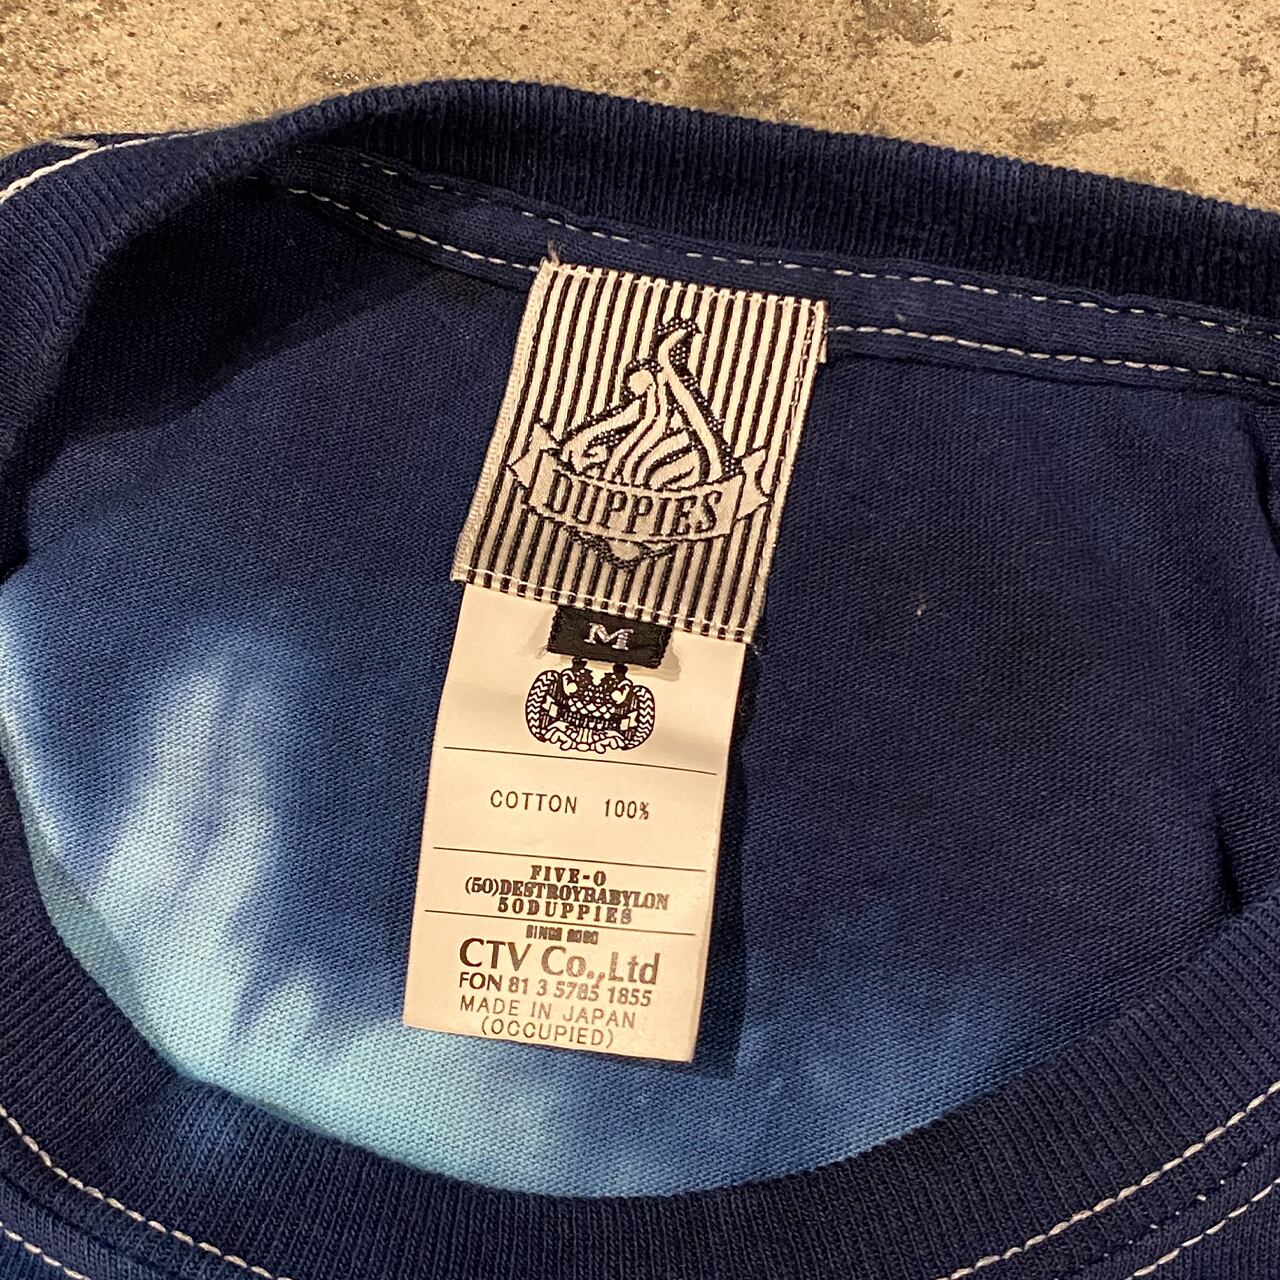 DUPPIES
M
COTTON 100%
FIVE-O
(50)DESTROYBABYLON
50DUPPIES
SINCE
CTV Co.,Ltd
FON 81 3 5785 1855
MADE IN JAPAN
(OCCUPIED)